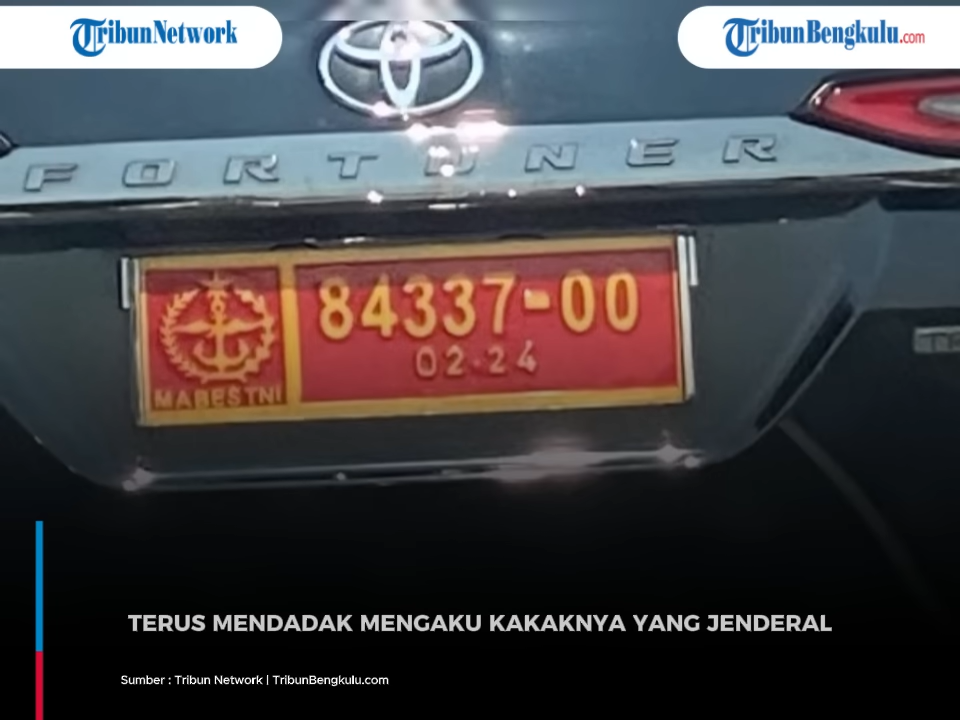 TribunNetwork
TribunBengkulu.com
FORTUNER
84337-00
02·24
MABESTNI
TERUS MENDADAK MENGAKU KAKAKNYA YANG JENDERAL
Sumber : Tribun Network | TribunBengkulu.com